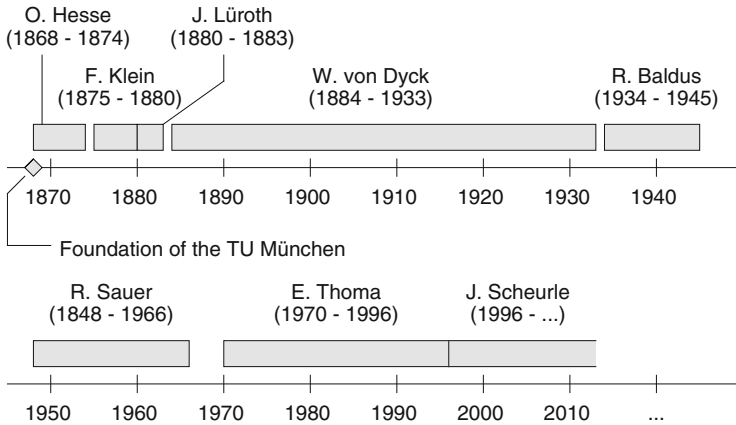 O. Hesse
(1868 - 1874)
J. Lüroth
(1880 - 1883)
F. Klein
(1875 - 1880)
W. von Dyck
(1884 - 1933)
R. Baldus
(1934 - 1945)
1870 1880 1890 1900 1910 1920 1930 1940
Foundation of the TU München
R. Sauer
(1848 - 1966)
E. Thoma
(1970 - 1996)
J. Scheurle
(1996 - ...)
1950 1960 1970 1980 1990 2000 2010 ...